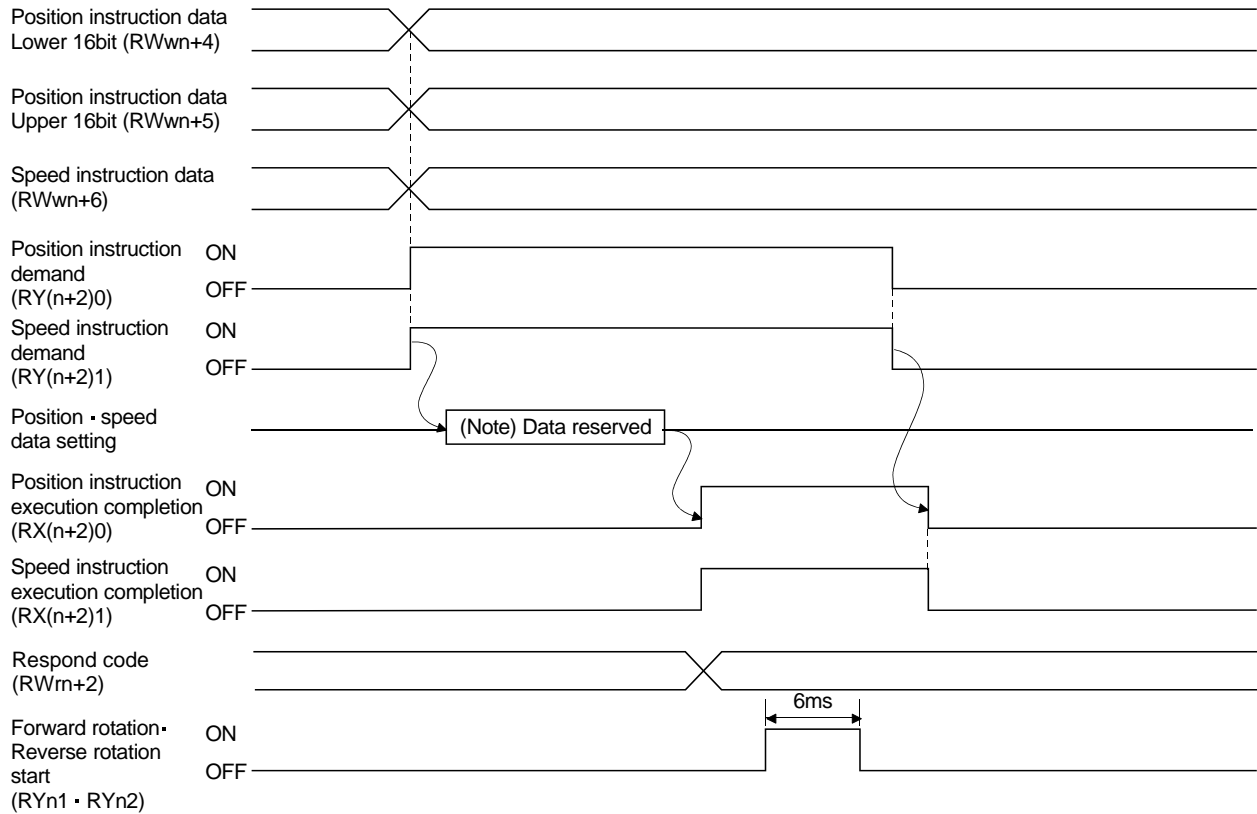 Position instruction data
Lower 16bit (RWwn+4)
Position instruction data
Upper 16bit (RWwn+5)
Speed instruction data
(RWwn+6)
Position instruction
demand
(RY(n+2)0)
ON
OFF
Speed instruction
demand
(RY(n+2)1)
ON
OFF
Position · speed
data setting
(Note) Data reserved
Position instruction
execution completion
(RX(n+2)0)
ON
OFF
Speed instruction
execution completion
(RX(n+2)1)
ON
OFF
Respond code
(RWrn+2)
6ms
Forward rotation·
Reverse rotation
start
(RYn1 · RYn2)
ON
OFF